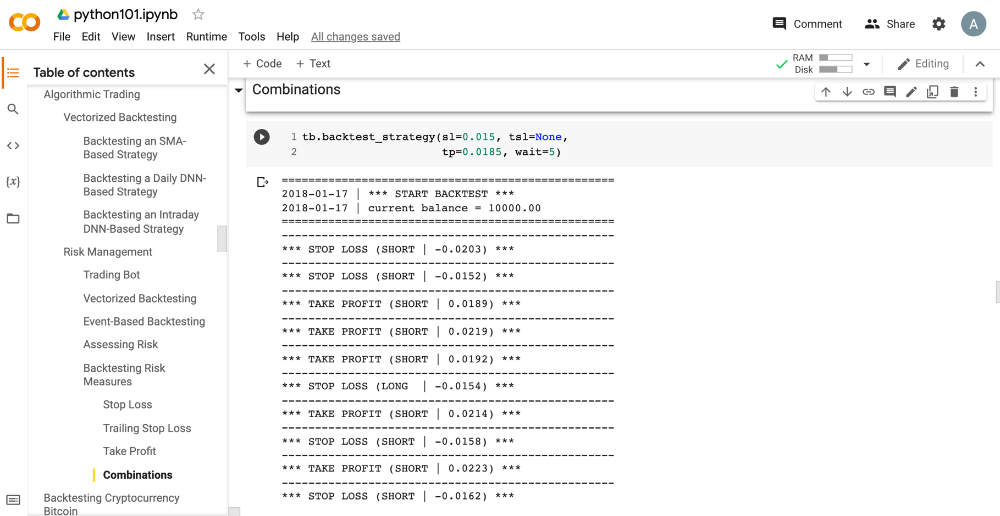 python101.ipynb
File Edit View Insert Runtime Tools Help All changes saved
Comment Share A
Table of contents
Algorithmic Trading
Vectorized Backtesting
Backtesting an SMA-
Based Strategy
Backtesting a Daily DNN-
Based Strategy
Backtesting an Intraday
DNN-Based Strategy
Risk Management
Trading Bot
Vectorized Backtesting
Event-Based Backtesting
Assessing Risk
Backtesting Risk
Measures
Stop Loss
Trailing Stop Loss
Take Profit
Combinations
Backtesting Cryptocurrency
Bitcoin
{x}
+ Code + Text
RAM
Disk
Editing
Combinations
1 tb.backtest_strategy(sl=0.015, tsl=None,
2 tp=0.0185, wait=5)
==================================================
2018-01-17 | *** START BACKTEST ***
2018-01-17 | current balance = 10000.00
==================================================
--------------------------------------------------
*** STOP LOSS (SHORT | -0.0203) ***
--------------------------------------------------
*** STOP LOSS (SHORT | -0.0152) ***
--------------------------------------------------
*** TAKE PROFIT (SHORT | 0.0189) ***
--------------------------------------------------
*** TAKE PROFIT (SHORT | 0.0219) ***
--------------------------------------------------
*** TAKE PROFIT (SHORT | 0.0192) ***
--------------------------------------------------
*** STOP LOSS (LONG  | -0.0154) ***
--------------------------------------------------
*** TAKE PROFIT (SHORT | 0.0214) ***
--------------------------------------------------
*** STOP LOSS (SHORT | -0.0158) ***
--------------------------------------------------
*** TAKE PROFIT (SHORT | 0.0223) ***
--------------------------------------------------
*** STOP LOSS (SHORT | -0.0162) ***